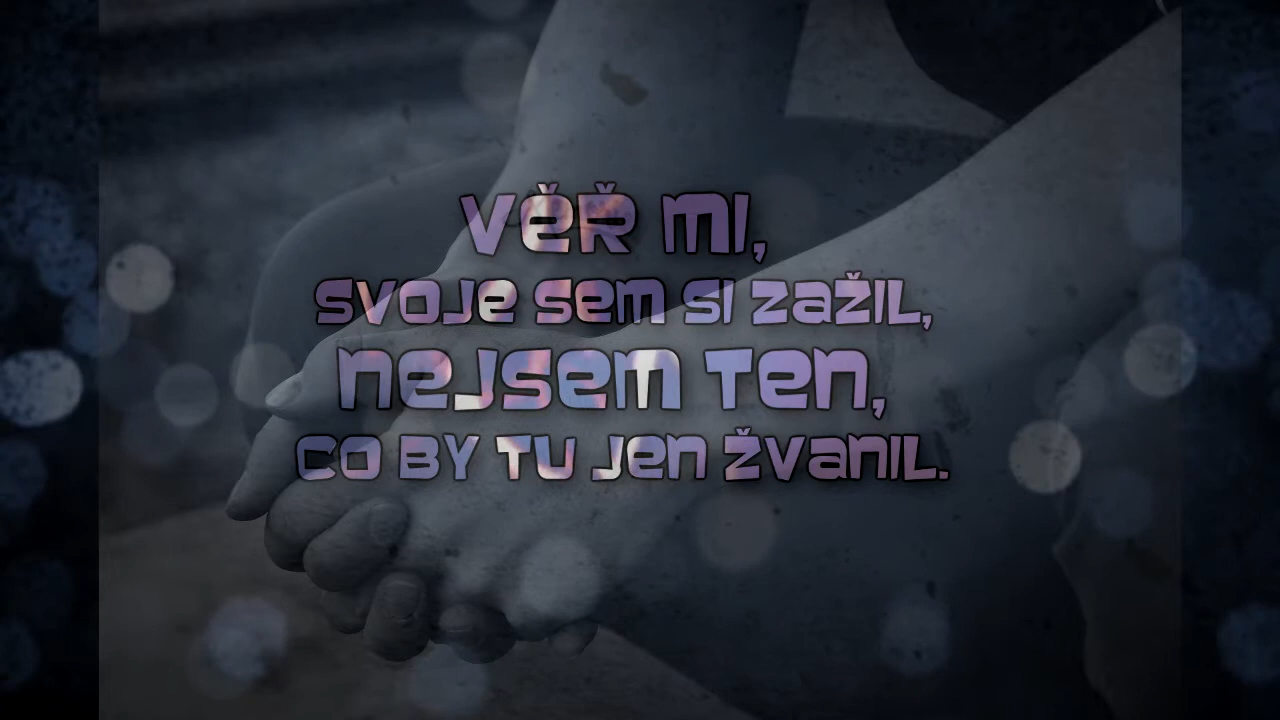 Věř mi,
svoje sem si zažil,
nejsem ten,
co by tu jen žvanil.